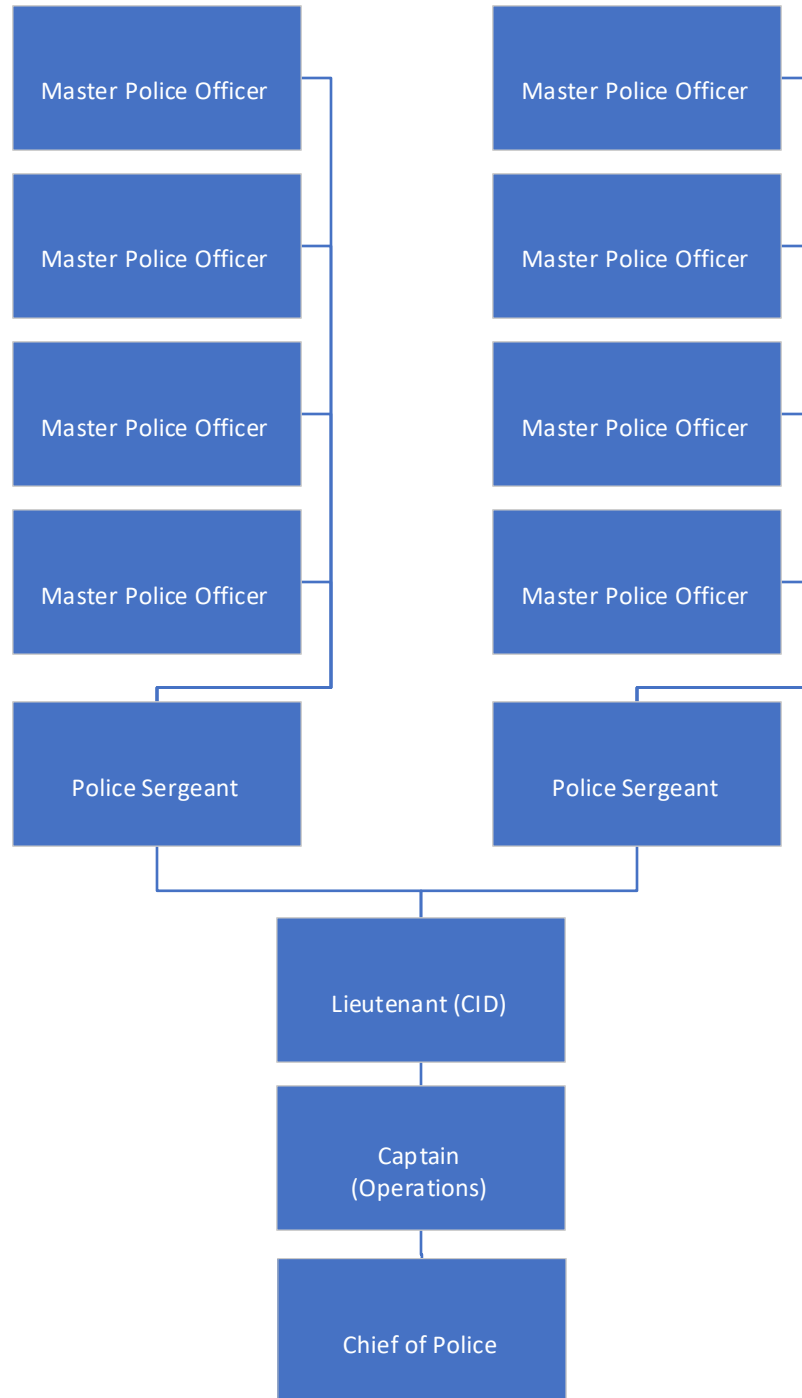 Master Police Officer
Master Police Officer
Master Police Officer
Master Police Officer
Master Police Officer
Master Police Officer
Master Police Officer
Master Police Officer
Police Sergeant
Police Sergeant
Lieutenant (CID)
Captain
(Operations)
Chief of Police